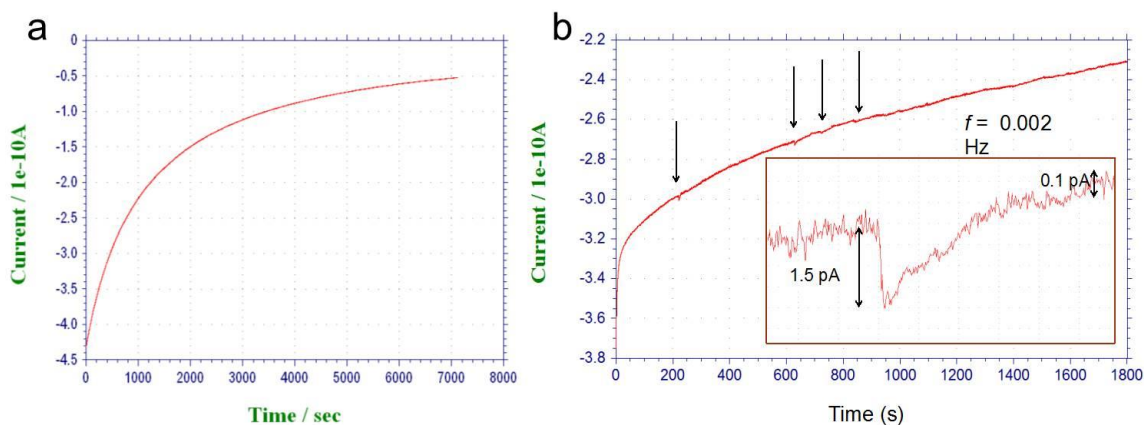 a
0
-0.5
-1.0
-1.5
-2.0
-2.5
-3.0
-3.5
-4.0
-4.5
0 1000 2000 3000 4000 5000 6000 7000 8000
Current / 1e-10A
Time / sec
b
-2.2
-2.4
-2.6
-2.8
-3.0
-3.2
-3.4
-3.6
-3.8
0 200 400 600 800 1000 1200 1400 1600 1800
Current / 1e-10A
Time (s)
f = 0.002
Hz
0.1 pA
1.5 pA